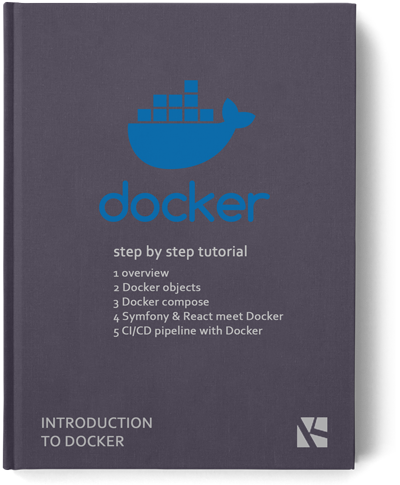 docker
step by step tutorial
1 overview
2 Docker objects
3 Docker compose
4 Symfony & React meet Docker
5 CI/CD pipeline with Docker
INTRODUCTION
TO DOCKER